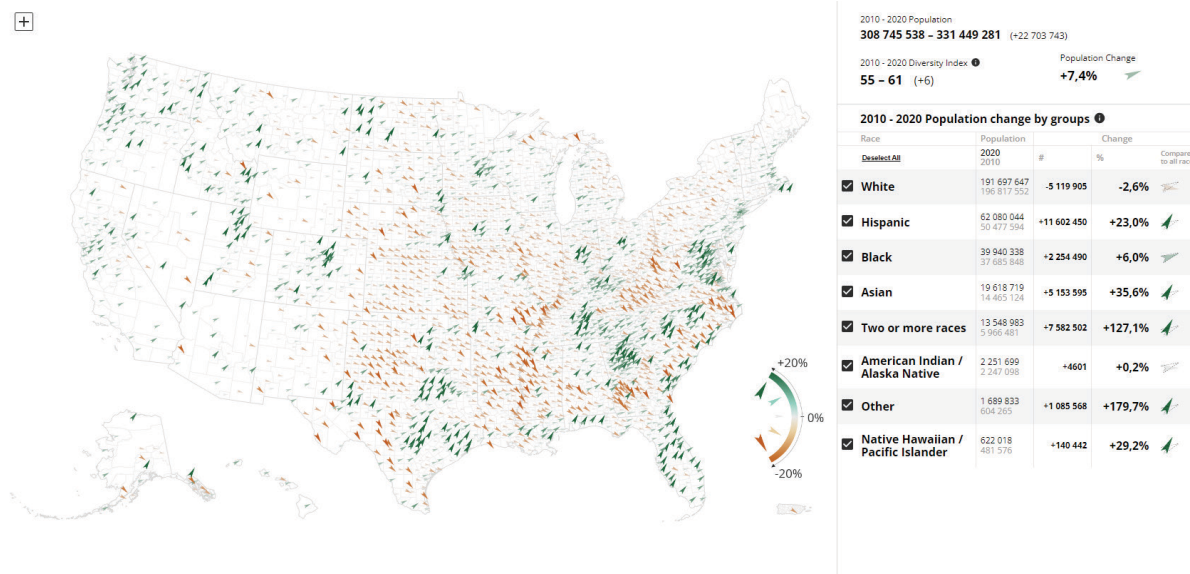 +
2010 - 2020 Population
308 745 538 – 331 449 281 (+22 703 743)
2010 - 2020 Diversity Index
55 – 61 (+6)
Population Change
+7,4%
2010 - 2020 Population change by groups
Race Population Change
Deselect All 2020 # % Compare
2010 to all rac
White 191 697 647 -5 119 905 -2,6%
196 817 552
Hispanic 62 080 044 +11 602 450 +23,0%
50 477 594
Black 39 940 338 +2 254 490 +6,0%
37 685 848
Asian 19 618 719 +5 153 595 +35,6%
14 465 124
Two or more races 13 548 983 +7 582 502 +127,1%
5 966 481
American Indian / 2 251 699 +4601 +0,2%
Alaska Native 2 247 098
Other 1 689 833 +1 085 568 +179,7%
604 265
Native Hawaiian / 622 018 +140 442 +29,2%
Pacific Islander 481 576
+20%
0%
-20%